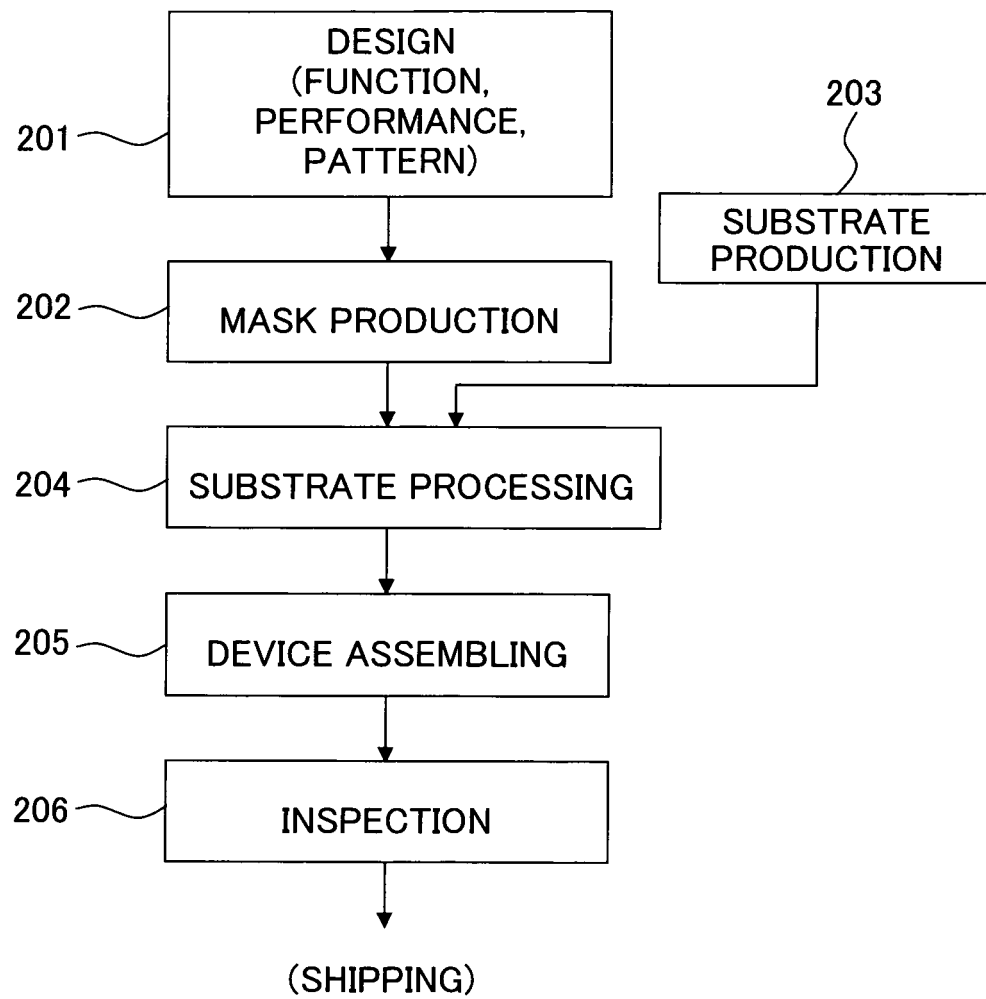 DESIGN
(FUNCTION,
PERFORMANCE,
PATTERN)
201
203
SUBSTRATE
PRODUCTION
202
MASK PRODUCTION
204
SUBSTRATE PROCESSING
205
DEVICE ASSEMBLING
206
INSPECTION
(SHIPPING)